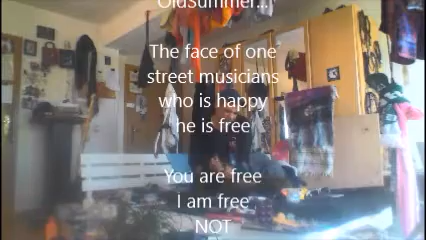 OldSummer...
The face of one
street musicians
who is happy
he is free
You are free
I am free
NOT